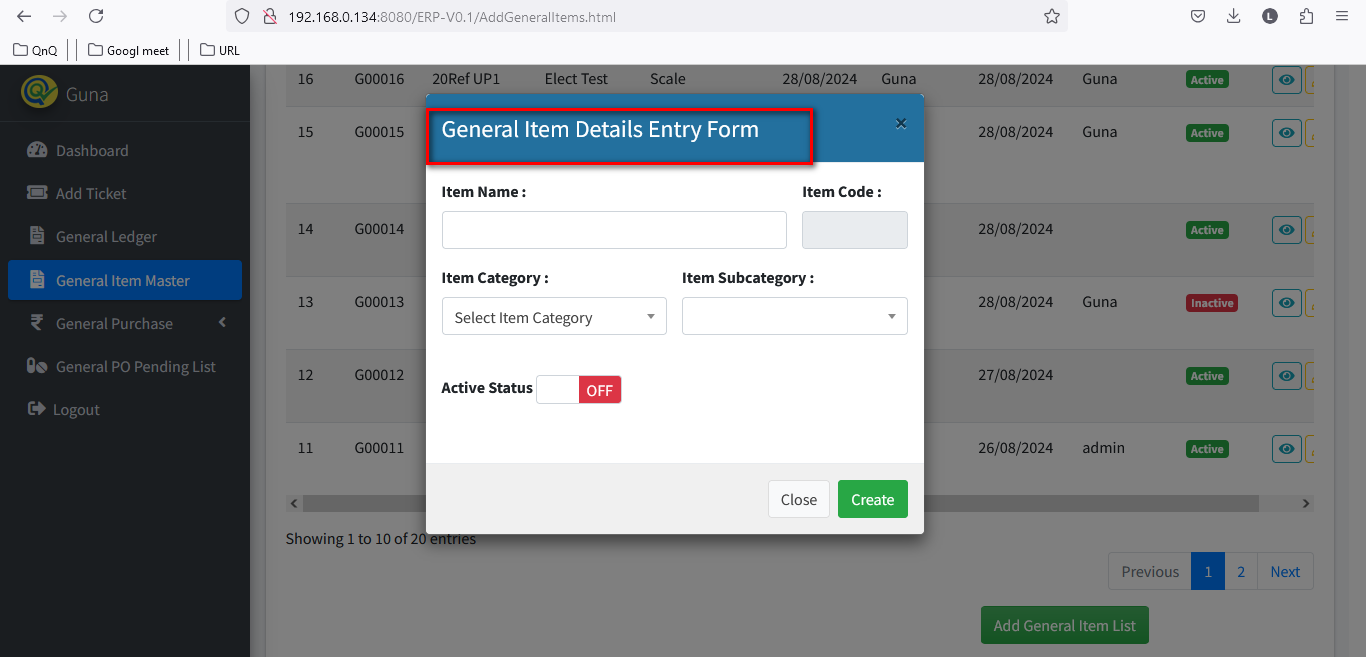 192.168.0.134:8080/ERP-V0.1/AddGeneralItems.html
L
QnQ
Googl meet
URL
Guna
Dashboard
Add Ticket
General Ledger
General Item Master
General Purchase
General PO Pending List
Logout
16 G00016 20Ref UP1 Elect Test Scale 28/08/2024 Guna 28/08/2024 Guna Active
15 G00015 28/08/2024 Guna Active
14 G00014 28/08/2024 Active
13 G00013 28/08/2024 Guna Inactive
12 G00012 27/08/2024 Active
11 G00011 26/08/2024 admin Active
General Item Details Entry Form
×
Item Name : Item Code :
Item Category : Item Subcategory :
Select Item Category
Active Status OFF
Close Create
Showing 1 to 10 of 20 entries
Previous 1 2 Next
Add General Item List